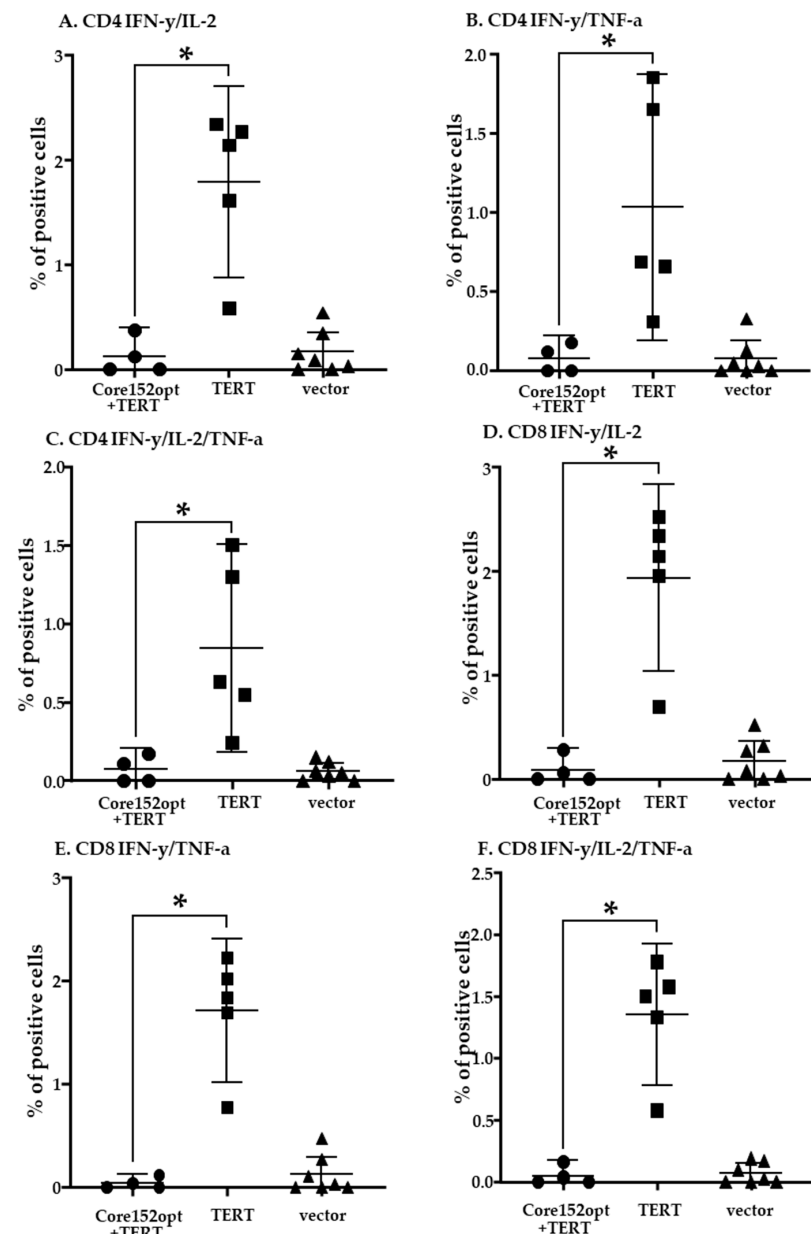 A. CD4 IFN-y/IL-2
% of positive cells
3
2
1
0
*
Core152opt
+TERT
TERT
vector
B. CD4 IFN-y/TNF-a
% of positive cells
2.0
1.5
1.0
0.5
0.0
*
Core152opt
+TERT
TERT
vector
C. CD4 IFN-y/IL-2/TNF-a
% of positive cells
2.0
1.5
1.0
0.5
0.0
*
Core152opt
+TERT
TERT
vector
D. CD8 IFN-y/IL-2
% of positive cells
3
2
1
0
*
Core152opt
+TERT
TERT
vector
E. CD8 IFN-y/TNF-a
% of positive cells
3
2
1
0
*
Core152opt
+TERT
TERT
vector
F. CD8 IFN-y/IL-2/TNF-a
% of positive cells
2.5
2.0
1.5
1.0
0.5
0.0
*
Core152opt
+TERT
TERT
vector